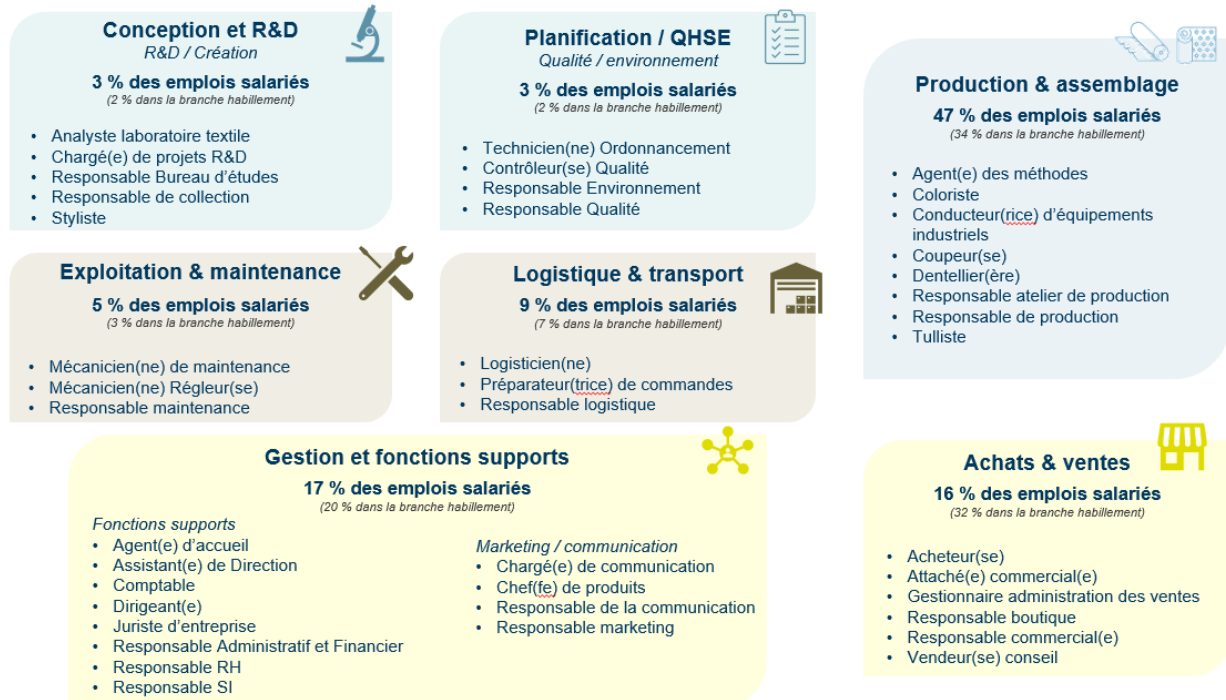 Conception et R&D
R&D / Création
3 % des emplois salariés
(2 % dans la branche habillement)
• Analyste laboratoire textile
• Chargé(e) de projets R&D
• Responsable Bureau d’études
• Responsable de collection
• Styliste
Planification / QHSE
Qualité / environnement
3 % des emplois salariés
(2 % dans la branche habillement)
• Technicien(ne) Ordonnancement
• Contrôleur(se) Qualité
• Responsable Environnement
• Responsable Qualité
Production & assemblage
47 % des emplois salariés
(34 % dans la branche habillement)
• Agent(e) des méthodes
• Coloriste
• Conducteur(rice) d’équipements
industriels
• Coupeur(se)
• Dentellier(ère)
• Responsable atelier de production
• Responsable de production
• Tulliste
Exploitation & maintenance
5 % des emplois salariés
(3 % dans la branche habillement)
• Mécanicien(ne) de maintenance
• Mécanicien(ne) Régleur(se)
• Responsable maintenance
Logistique & transport
9 % des emplois salariés
(7 % dans la branche habillement)
• Logisticien(ne)
• Préparateur(trice) de commandes
• Responsable logistique
Gestion et fonctions supports
17 % des emplois salariés
(20 % dans la branche habillement)
Fonctions supports
• Agent(e) d’accueil
• Assistant(e) de Direction
• Comptable
• Dirigeant(e)
• Juriste d’entreprise
• Responsable Administratif et Financier
• Responsable RH
• Responsable SI
Marketing / communication
• Chargé(e) de communication
• Chef(fe) de produits
• Responsable de la communication
• Responsable marketing
Achats & ventes
16 % des emplois salariés
(32 % dans la branche habillement)
• Acheteur(se)
• Attaché(e) commercial(e)
• Gestionnaire administration des ventes
• Responsable boutique
• Responsable commercial(e)
• Vendeur(se) conseil